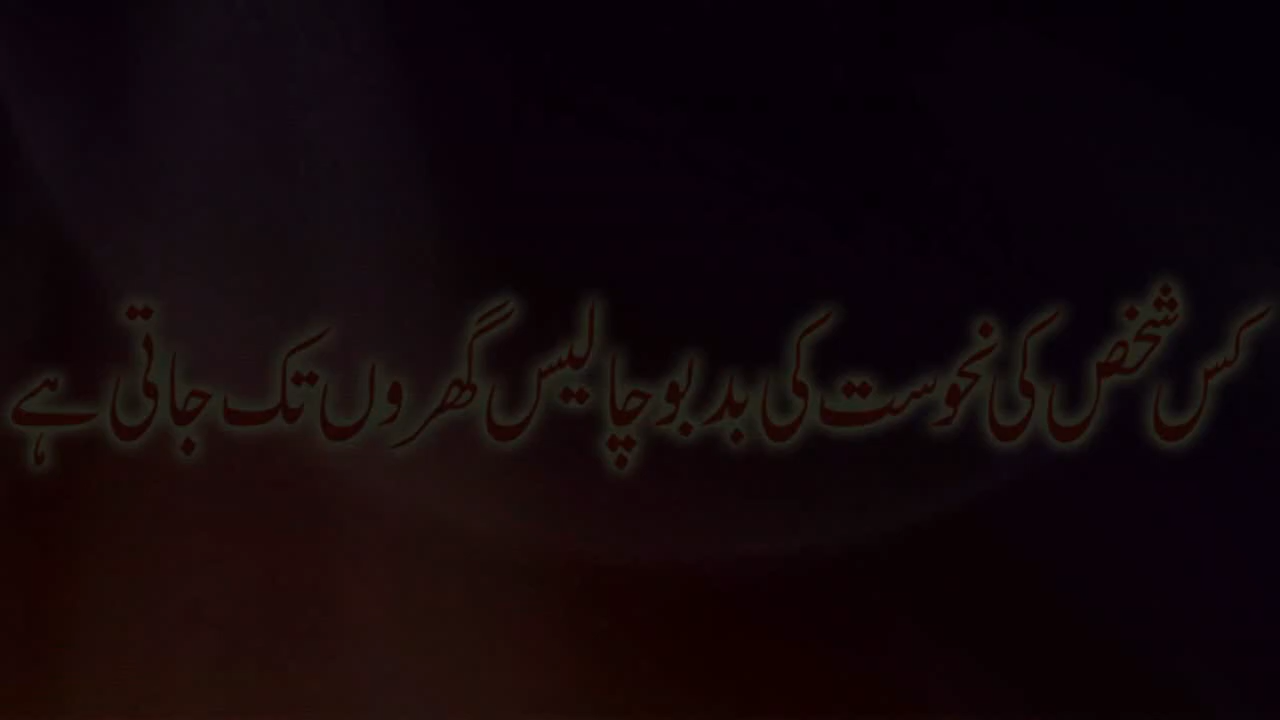 کس شخص کی نحوست کی بدبو چالیس گھروں تک جاتی ہے